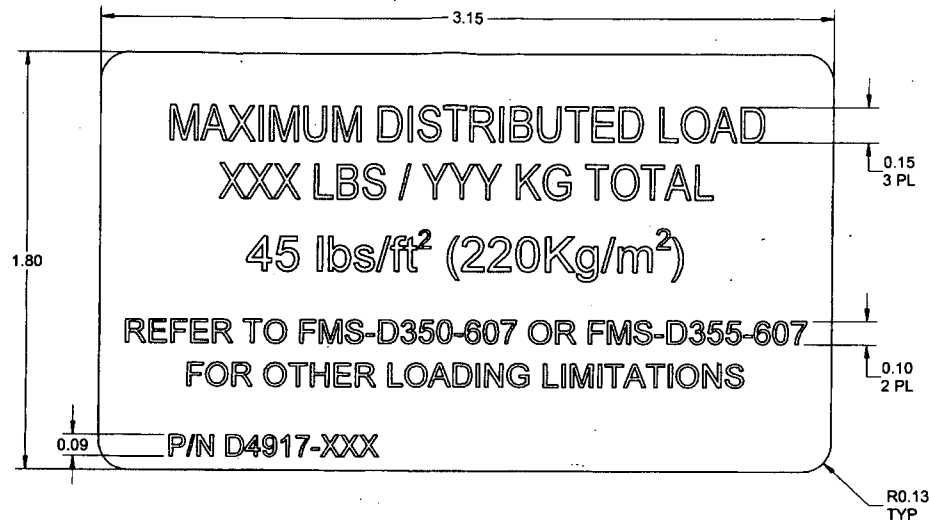 3.15
MAXIMUM DISTRIBUTED LOAD
XXX LBS / YYY KG TOTAL
45 lbs/ft² (220Kg/m²)
REFER TO FMS-D350-607 OR FMS-D355-607
FOR OTHER LOADING LIMITATIONS
P/N D4917-XXX
1.80
0.09
0.15
3 PL
0.10
2 PL
R0.13
TYP